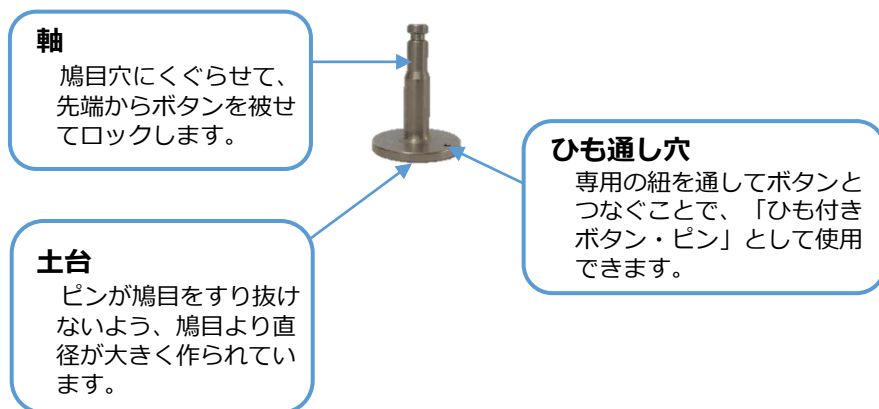 軸
鳩目穴にくぐらせて、
先端からボタンを被せ
てロックします。
ひも通し穴
専用の紐を通してボタンと
つなぐことで、「ひも付き
ボタン・ピン」として使用
できます。
土台
ピンが鳩目をすり抜け
ないよう、鳩目より直
径が大きく作られてい
ます。